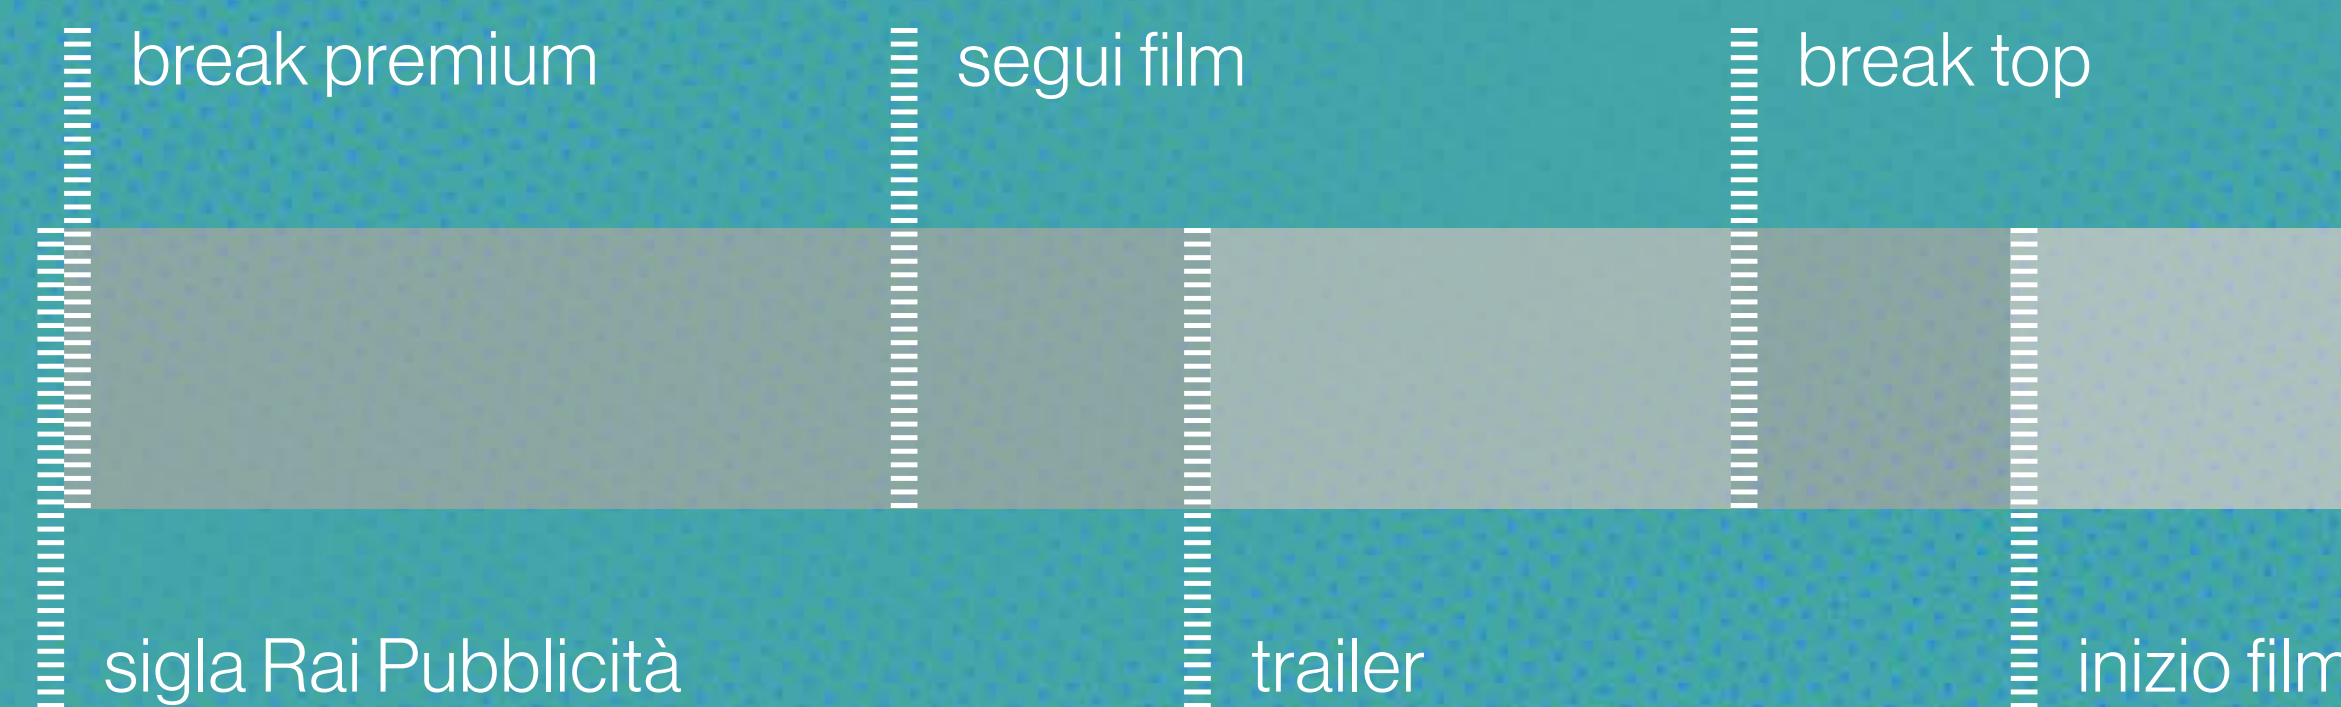 break premium
segui film
break top
sigla Rai Pubblicità
trailer
inizio film